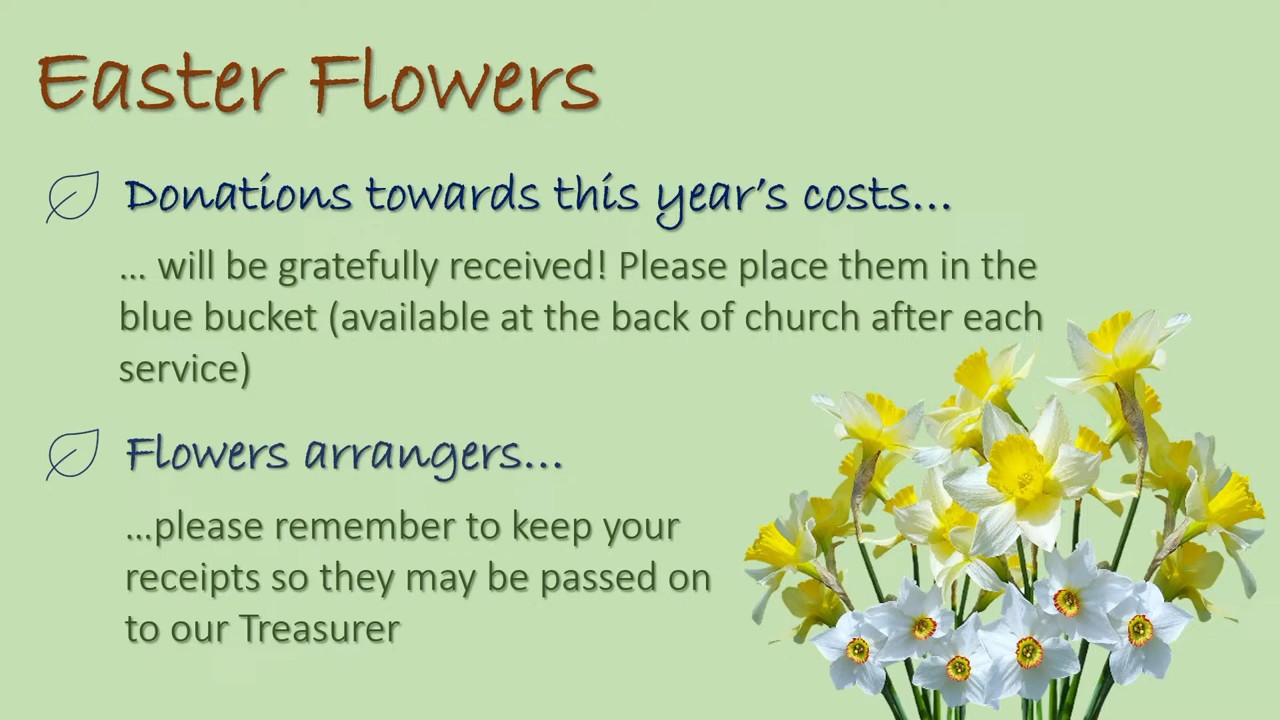 Easter Flowers
Donations towards this year's costs...
... will be gratefully received! Please place them in the
blue bucket (available at the back of church after each
service)
Flowers arrangers...
...please remember to keep your
receipts so they may be passed on
to our Treasurer